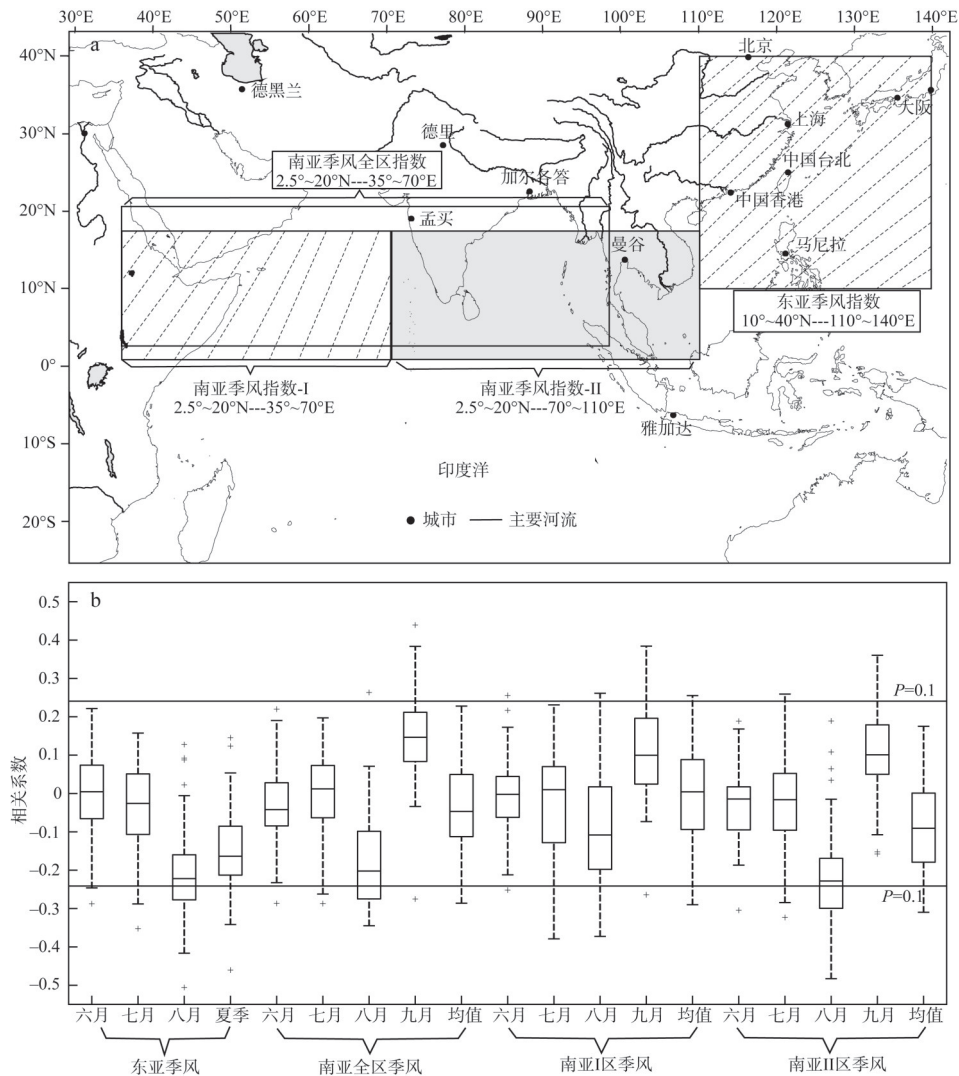 30°E 40°E 50°E 60°E 70°E 80°E 90°E 100°E 110°E 120°E 130°E 140°E
a
40°N
30°N
20°N
10°N
0°
10°S
20°S
北京
德黑兰
大阪
上海
德里
南亚季风全区指数
2.5°~20°N---35°~70°E
中国台北
加尔各答
中国香港
孟买
曼谷
马尼拉
东亚季风指数
10°~40°N---110°~140°E
南亚季风指数-I
2.5°~20°N---35°~70°E
南亚季风指数-II
2.5°~20°N---70°~110°E
雅加达
印度洋
城市 主要河流
b
相关系数
0.5
0.4
0.3
0.2
0.1
0
–0.1
–0.2
–0.3
–0.4
–0.5
P=0.1
P=0.1
六月 七月 八月 夏季 六月 七月 八月 九月 均值 六月 七月 八月 九月 均值 六月 七月 八月 九月 均值
东亚季风 南亚全区季风 南亚I区季风 南亚II区季风